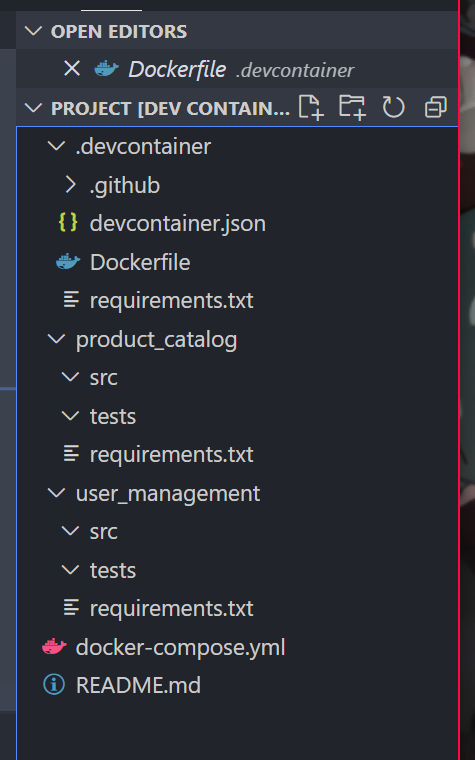 OPEN EDITORS
Dockerfile .devcontainer
PROJECT [DEV CONTAIN...
.devcontainer
.github
devcontainer.json
Dockerfile
requirements.txt
product_catalog
src
tests
requirements.txt
user_management
src
tests
requirements.txt
docker-compose.yml
README.md